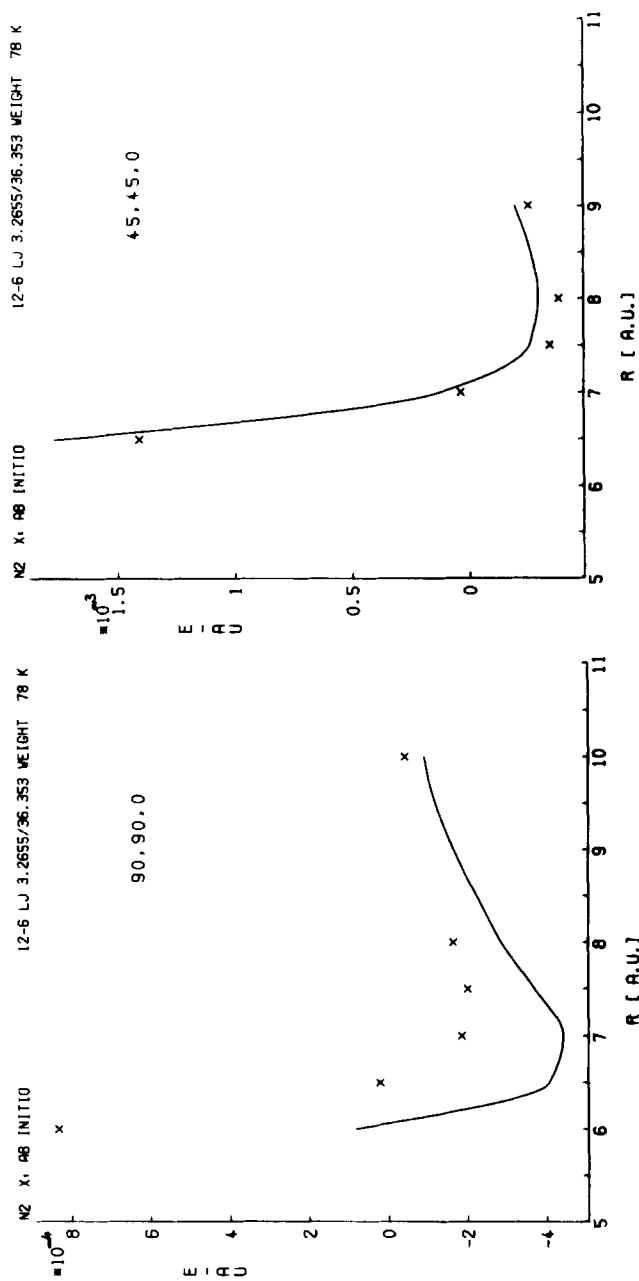 N2 X: AB INITIO 12-6 LJ 3.2655/36.353 WEIGHT 78 K
*10-4
8
6
4
2
0
-2
-4
E - A U
90,90,0
5 6 7 8 9 10 11
R [ A.U.]
N2 X: AB INITIO 12-6 LJ 3.2655/36.353 WEIGHT 78 K
*10-3
1.5
1
0.5
0
E - A U
45,45,0
5 6 7 8 9 10 11
R [ A.U.]